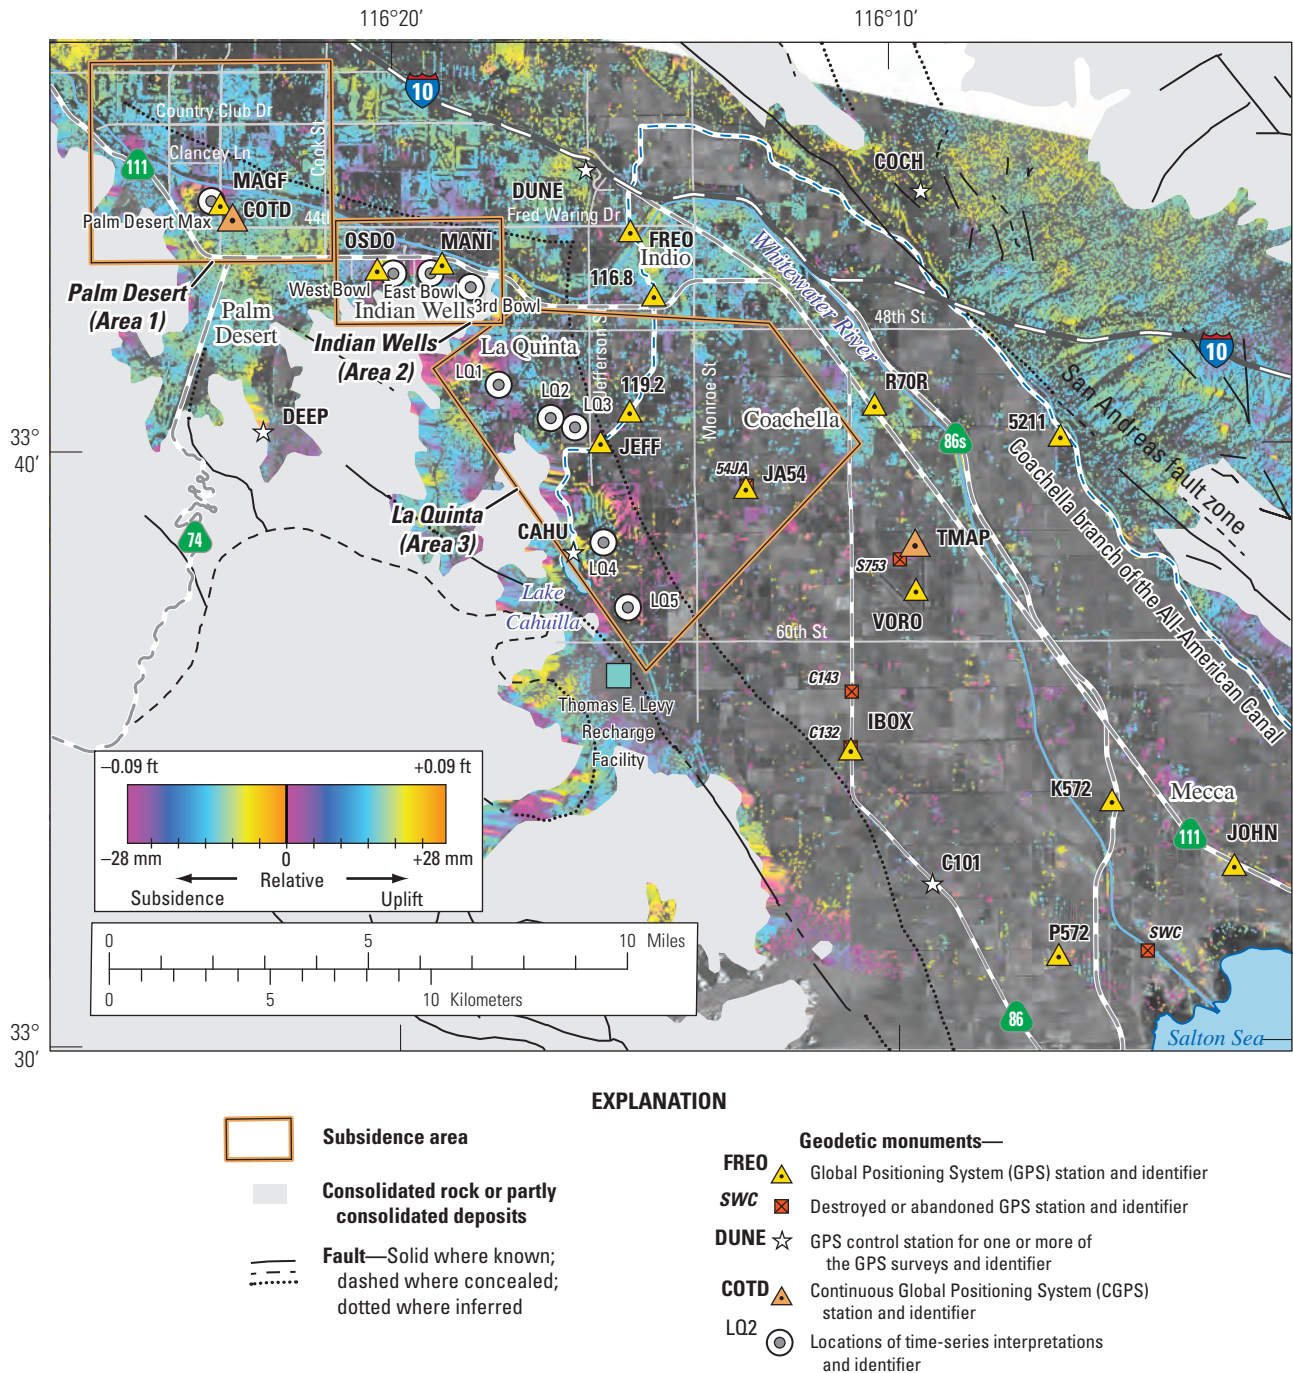 116°20′
116°10′
10
Country Club Dr
Cook St
Clancey Ln
111
MAGF
COTD
Palm Desert Max
44th
DUNE
Fred Waring Dr
COCH
FREO
Indio
OSDO
MANI
116.8
Whitewater River
West Bowl
East Bowl
3rd Bowl
Indian Wells
Palm Desert
(Area 1)
Palm
Desert
Indian Wells
(Area 2)
La Quinta
Jefferson St
48th St
10
LQ1
LQ2
LQ3
119.2
Monroe St
R70R
San Andreas fault zone
DEEP
Coachella
5211
33°
40′
JEFF
86s
Coachella branch of the All-American Canal
54JA
JA54
La Quinta
(Area 3)
74
CAHU
TMAP
S753
LQ4
Lake
Cahuilla
LQ5
VORO
60th St
C143
Thomas E. Levy
Recharge
Facility
IBOX
C132
–0.09 ft
+0.09 ft
K572
Mecca
111
JOHN
–28 mm
0
+28 mm
Relative
Subsidence
Uplift
C101
0
5
10 Miles
0
5
10 Kilometers
P572
SWC
86
Salton Sea
33°
30′
EXPLANATION
Subsidence area
Consolidated rock or partly
consolidated deposits
Fault—Solid where known;
dashed where concealed;
dotted where inferred
Geodetic monuments—
FREO
Global Positioning System (GPS) station and identifier
SWC
Destroyed or abandoned GPS station and identifier
DUNE
GPS control station for one or more of
the GPS surveys and identifier
COTD
Continuous Global Positioning System (CGPS)
station and identifier
LQ2
Locations of time-series interpretations
and identifier